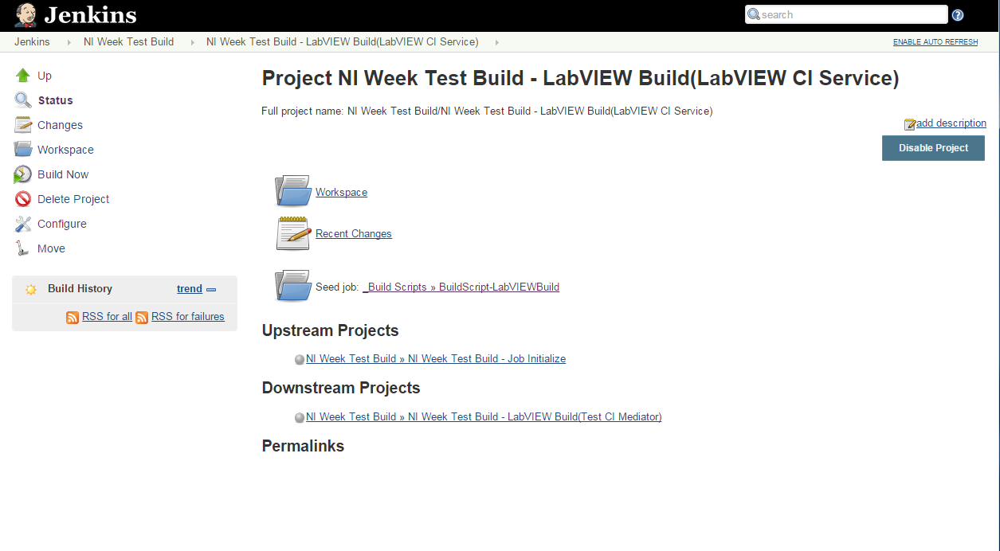 Jenkins
search
Jenkins NI Week Test Build NI Week Test Build - LabVIEW Build(LabVIEW CI Service)
ENABLE AUTO REFRESH
Up
Status
Changes
Workspace
Build Now
Delete Project
Configure
Move
Build History trend
RSS for all RSS for failures
Project NI Week Test Build - LabVIEW Build(LabVIEW CI Service)
Full project name: NI Week Test Build/NI Week Test Build - LabVIEW Build(LabVIEW CI Service)
add description
Disable Project
Workspace
Recent Changes
Seed job: _Build Scripts » BuildScript-LabVIEWBuild
Upstream Projects
NI Week Test Build » NI Week Test Build - Job Initialize
Downstream Projects
NI Week Test Build » NI Week Test Build - LabVIEW Build(Test CI Mediator)
Permalinks